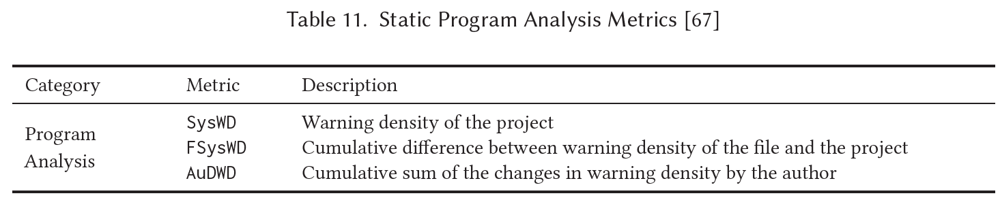 Table 11. Static Program Analysis Metrics [67]
Category Metric Description
Program Analysis
SysWD Warning density of the project
FSysWD Cumulative difference between warning density of the file and the project
AuDWD Cumulative sum of the changes in warning density by the author